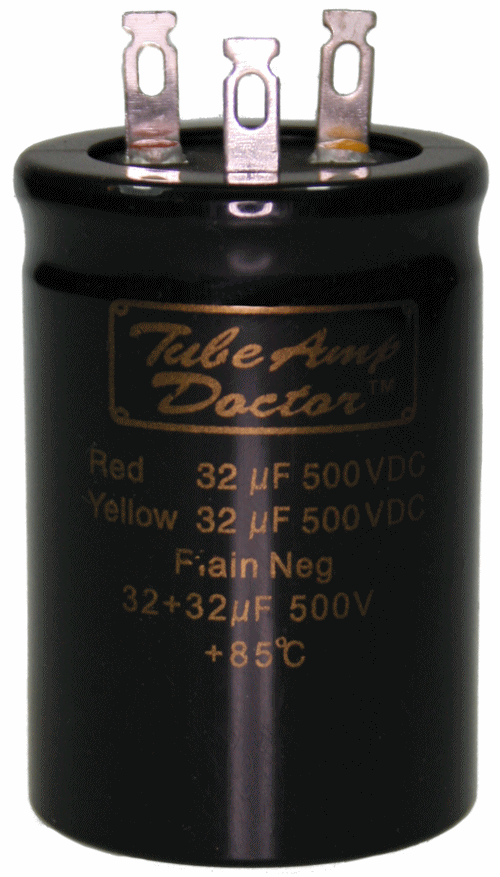 Tube Amp
Doctor™
Red 32 µF 500VDC
Yellow 32 µF 500VDC
Plain Neg
32+32µF 500V
+85℃